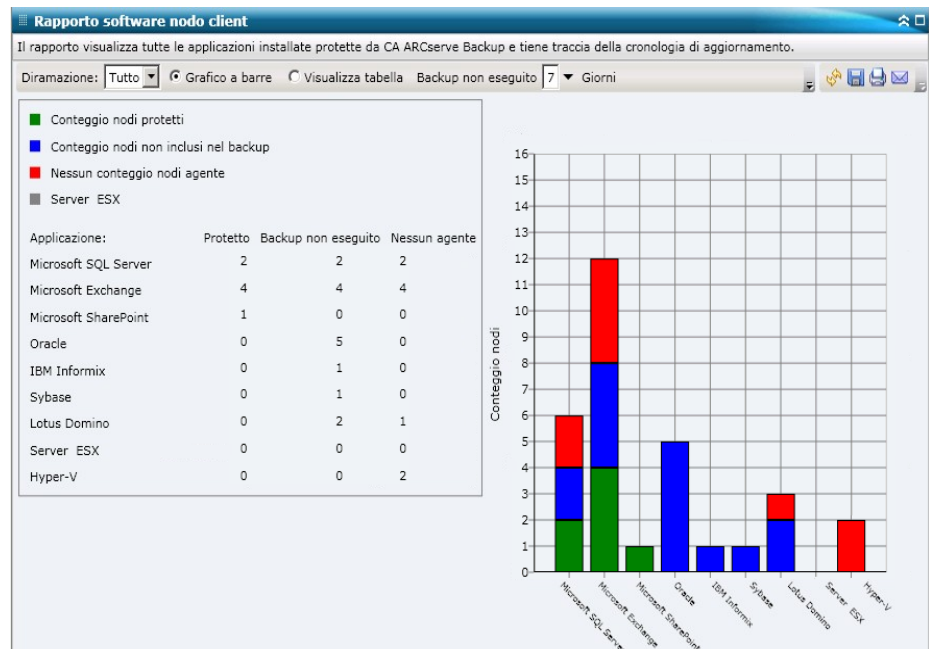 Rapporto software nodo client
Il rapporto visualizza tutte le applicazioni installate protette da CA ARCserve Backup e tiene traccia della cronologia di aggiornamento.
Diramazione: Tutto Grafico a barre Visualizza tabella Backup non eseguito 7 Giorni
Conteggio nodi protetti
Conteggio nodi non inclusi nel backup
Nessun conteggio nodi agente
Server ESX
Applicazione: Protetto Backup non eseguito Nessun agente
Microsoft SQL Server 2 2 2
Microsoft Exchange 4 4 4
Microsoft SharePoint 1 0 0
Oracle 0 5 0
IBM Informix 0 1 0
Sybase 0 1 0
Lotus Domino 0 2 1
Server ESX 0 0 0
Hyper-V 0 0 2
Conteggio nodi
16
15
14
13
12
11
10
9
8
7
6
5
4
3
2
1
0
Microsoft SQL Server
Microsoft Exchange
Microsoft SharePoint
Oracle
IBM Informix
Sybase
Lotus Domino
Server ESX
Hyper-V